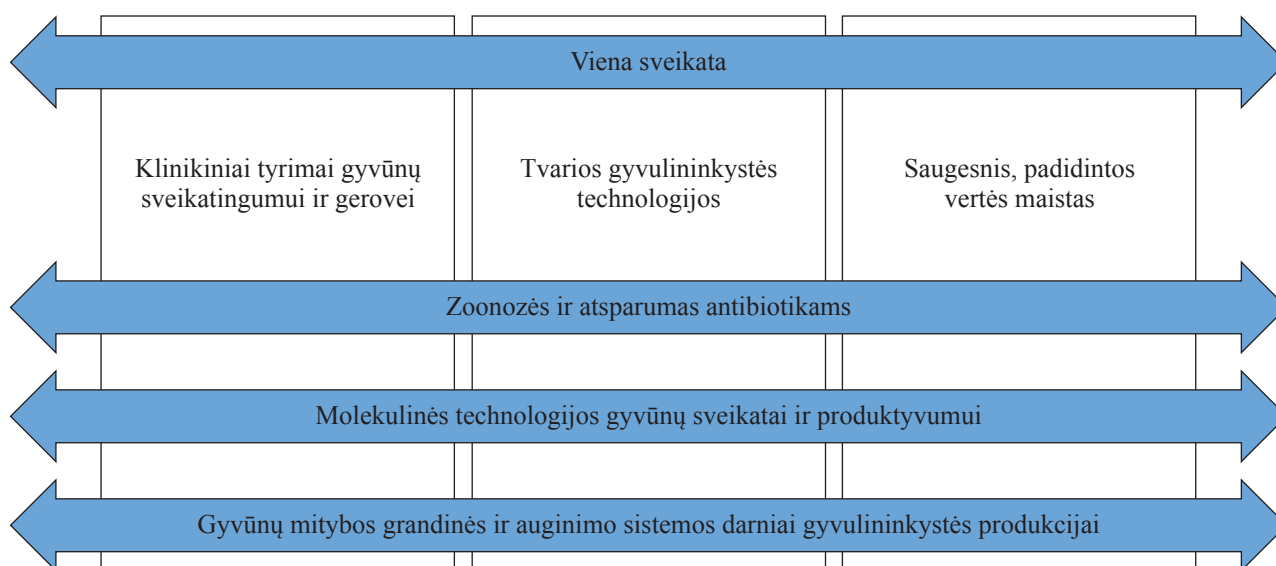 Viena sveikata
Klinikiniai tyrimai gyvūnų
sveikatingumui ir gerovei
Tvarios gyvulininkystės
technologijos
Saugesnis, padidintos
vertės maistas
Zoonozės ir atsparumas antibiotikams
Molekulinės technologijos gyvūnų sveikatai ir produktyvumui
Gyvūnų mitybos grandinės ir auginimo sistemos darniai gyvulininkystės produkcijai